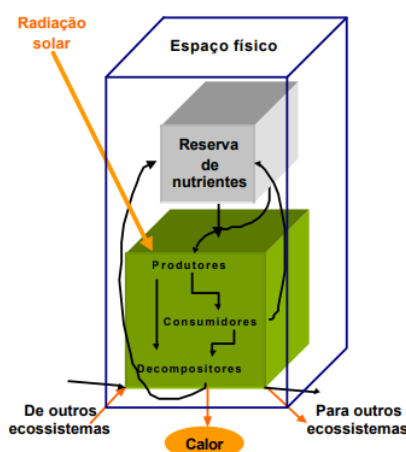 Radiação
solar
Espaço físico
Reserva
de
nutrientes
Produtores
Consumidores
Decompositores
De outros
ecossistemas
Para outros
ecossistemas
Calor